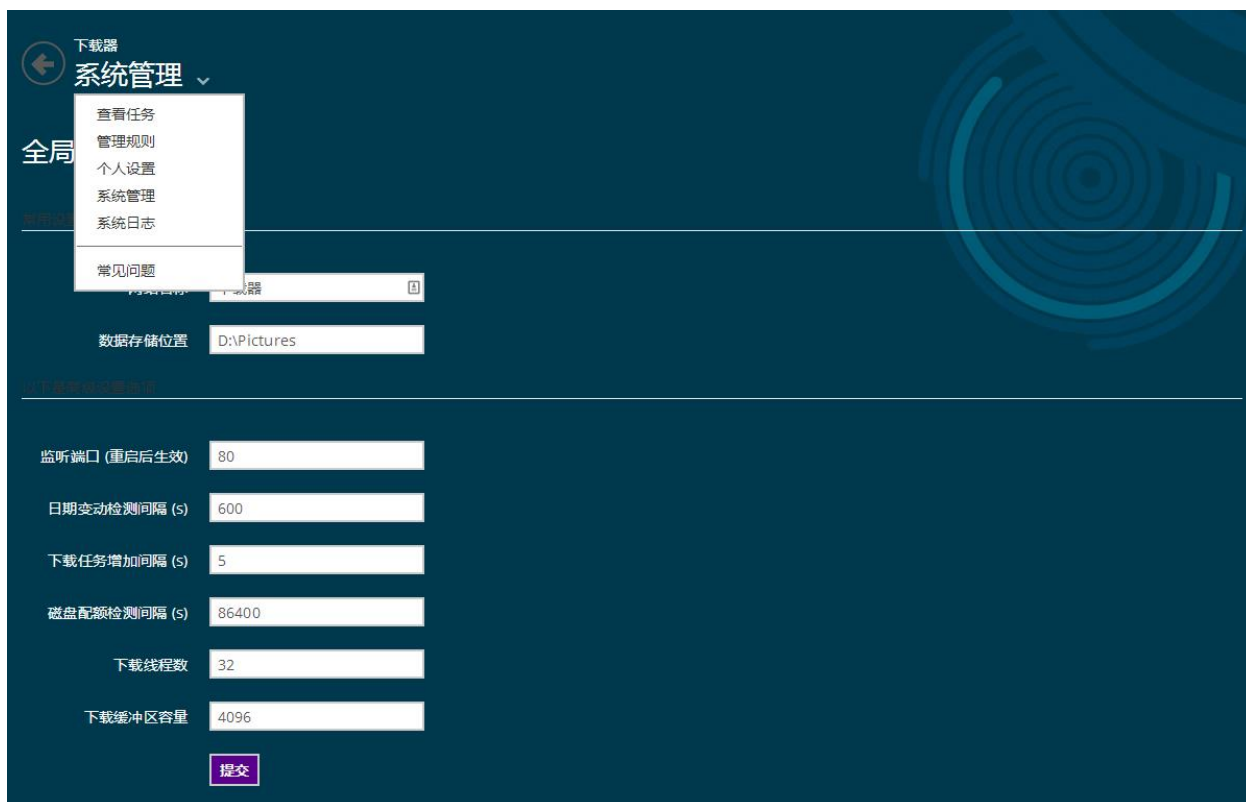 下载器
系统管理
查看任务
管理规则
个人设置
系统管理
系统日志
常见问题
全局
下载器
数据存储位置 D:\Pictures
监听端口 (重启后生效) 80
日期变动检测间隔 (s) 600
下载任务增加间隔 (s) 5
磁盘配额检测间隔 (s) 86400
下载线程数 32
下载缓冲区容量 4096
提交